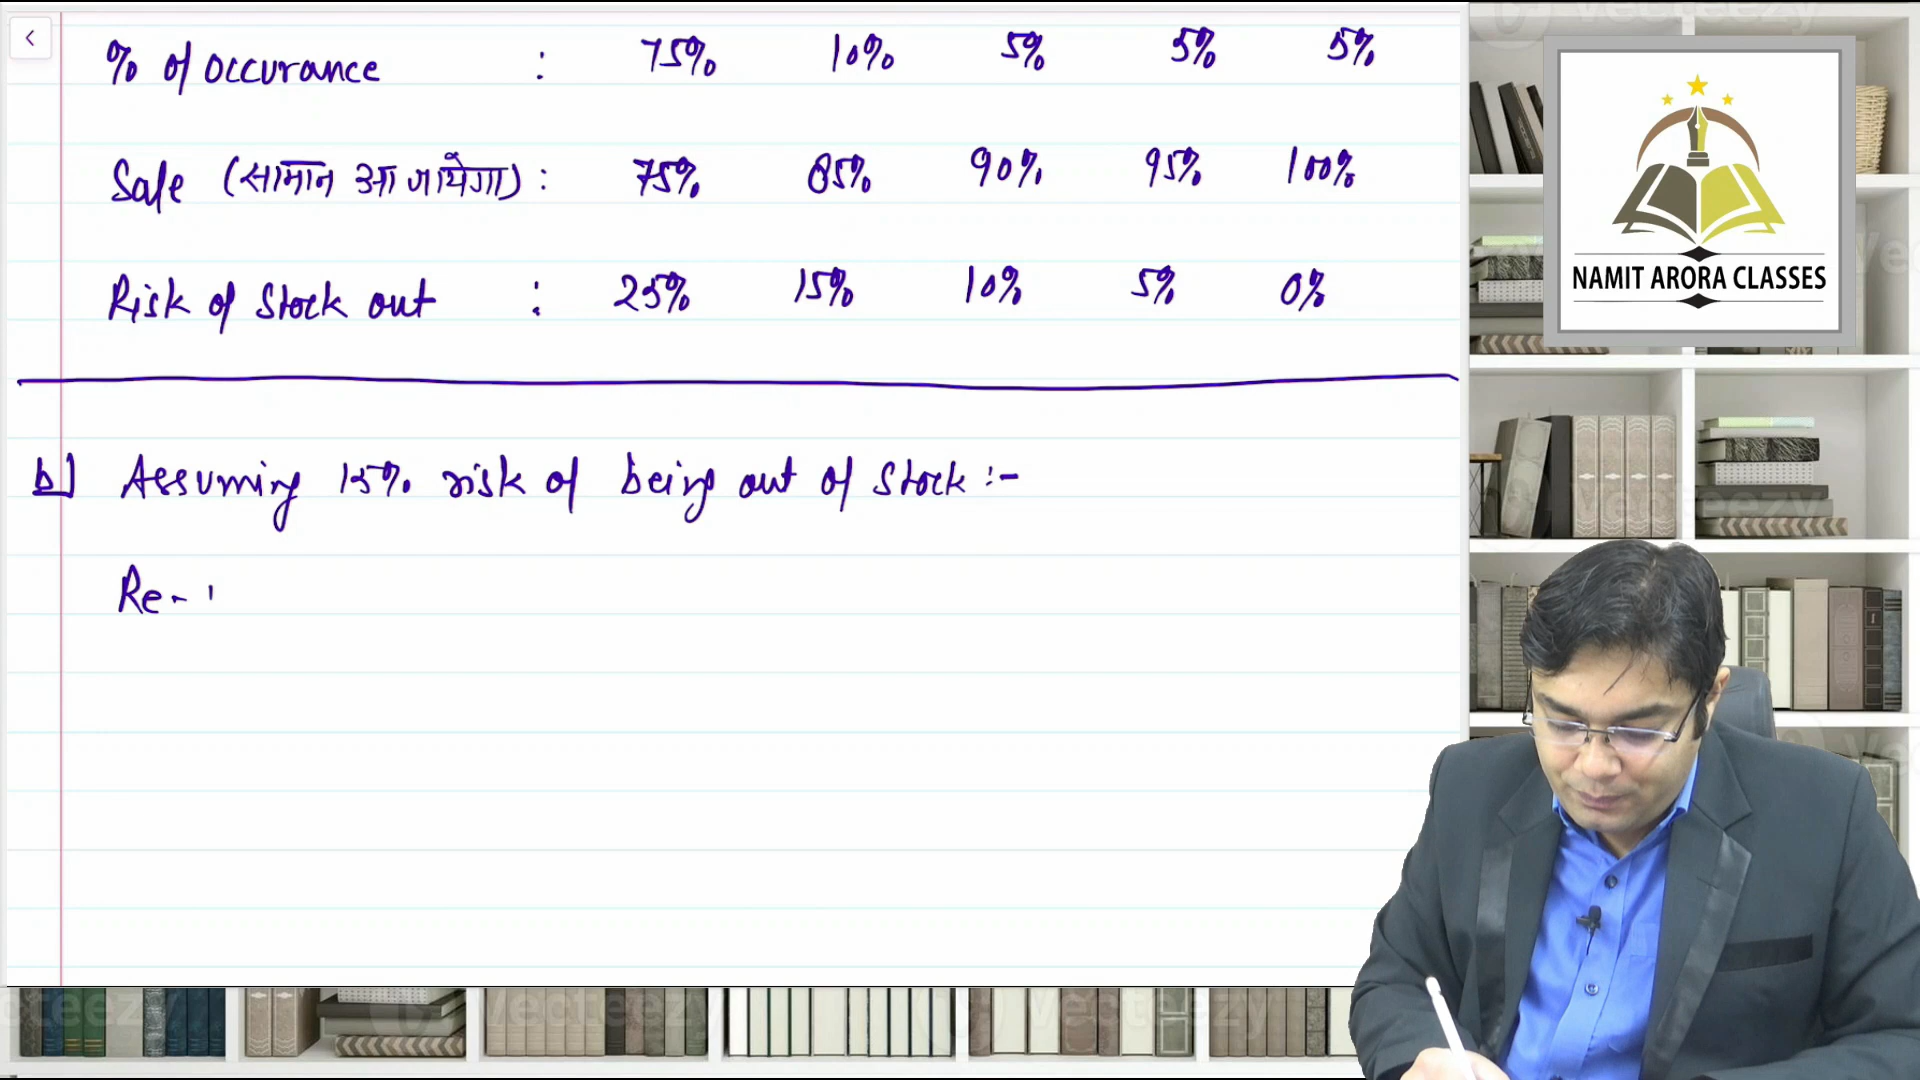 % of occurance : 75% 10% 5% 5% 5%
Safe (सामान आ जायेगा) : 75% 85% 90% 95% 100%
Risk of Stock out : 25% 15% 10% 5% 0%
b] Assuming 15% risk of being out of stock :-
Re-
NAMIT ARORA CLASSES